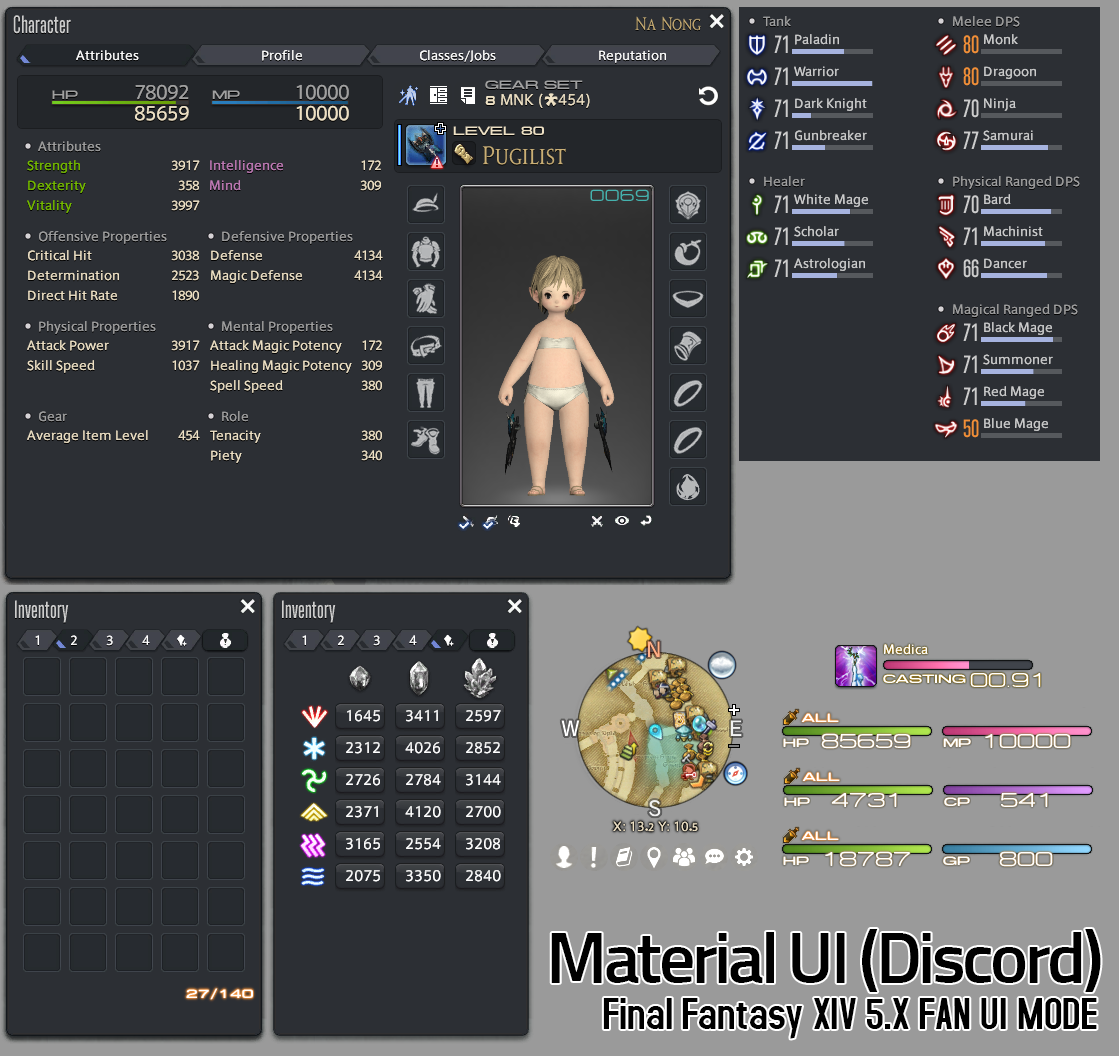 Character
Na Nong
Attributes Profile Classes/Jobs Reputation
HP 78092 MP 10000
85659 10000
GEAR SET
8 MNK (454)
LEVEL 80
Pugilist
0069
Attributes
Strength 3917 Intelligence 172
Dexterity 358 Mind 309
Vitality 3997
Offensive Properties Defensive Properties
Critical Hit 3038 Defense 4134
Determination 2523 Magic Defense 4134
Direct Hit Rate 1890
Physical Properties Mental Properties
Attack Power 3917 Attack Magic Potency 172
Skill Speed 1037 Healing Magic Potency 309
Spell Speed 380
Gear Role
Average Item Level 454 Tenacity 380
Piety 340
Tank
71 Paladin
71 Warrior
71 Dark Knight
71 Gunbreaker
Healer
71 White Mage
71 Scholar
71 Astrologian
Melee DPS
80 Monk
80 Dragoon
70 Ninja
77 Samurai
Physical Ranged DPS
70 Bard
71 Machinist
66 Dancer
Magical Ranged DPS
71 Black Mage
71 Summoner
71 Red Mage
50 Blue Mage
Inventory
1 2 3 4
27/140
Inventory
1 2 3 4
1645 3411 2597
2312 4026 2852
2726 2784 3144
2371 4120 2700
3165 2554 3208
2075 3350 2840
N
W E
S
X: 13.2 Y: 10.5
Medica
CASTING 00.91
ALL
HP 85659 MP 10000
ALL
HP 4731 CP 541
ALL
HP 18787 GP 800
Material UI (Discord)
Final Fantasy XIV 5.X FAN UI MODE